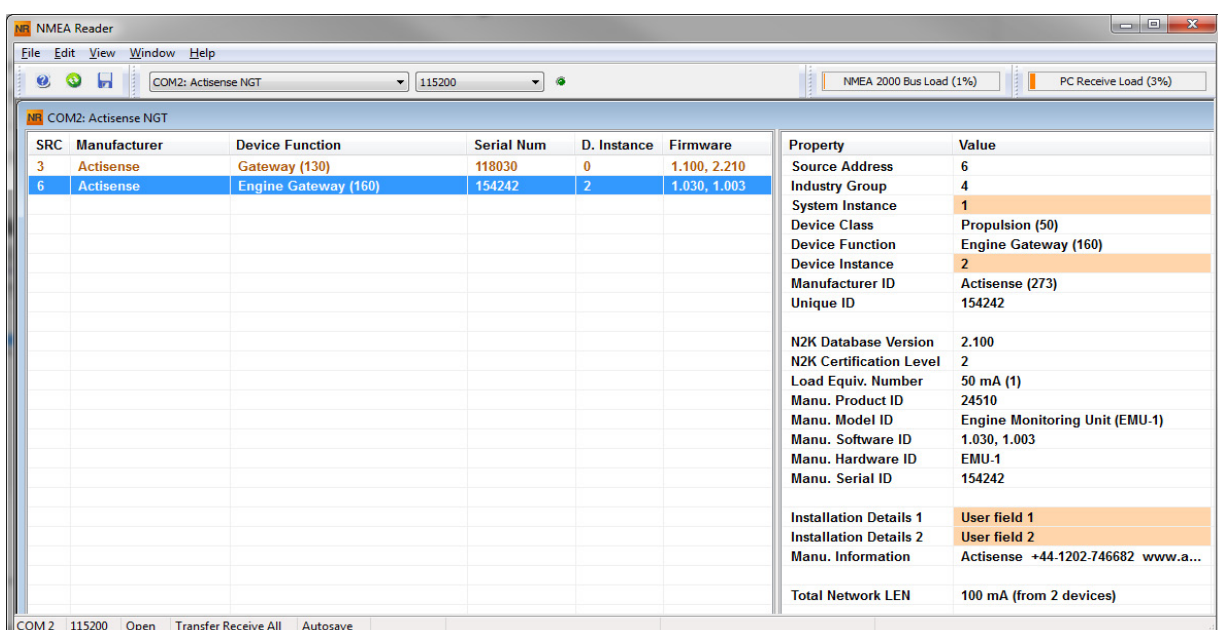 NR NMEA Reader
File Edit View Window Help
COM2: Actisense NGT 115200 NMEA 2000 Bus Load (1%) PC Receive Load (3%)
NR COM2: Actisense NGT
SRC Manufacturer Device Function Serial Num D. Instance Firmware
3 Actisense Gateway (130) 118030 0 1.100, 2.210
6 Actisense Engine Gateway (160) 154242 2 1.030, 1.003
Property Value
Source Address 6
Industry Group 4
System Instance 1
Device Class Propulsion (50)
Device Function Engine Gateway (160)
Device Instance 2
Manufacturer ID Actisense (273)
Unique ID 154242
N2K Database Version 2.100
N2K Certification Level 2
Load Equiv. Number 50 mA (1)
Manu. Product ID 24510
Manu. Model ID Engine Monitoring Unit (EMU-1)
Manu. Software ID 1.030, 1.003
Manu. Hardware ID EMU-1
Manu. Serial ID 154242
Installation Details 1 User field 1
Installation Details 2 User field 2
Manu. Information Actisense +44-1202-746682 www.a...
Total Network LEN 100 mA (from 2 devices)
COM 2 115200 Open Transfer Receive All Autosave